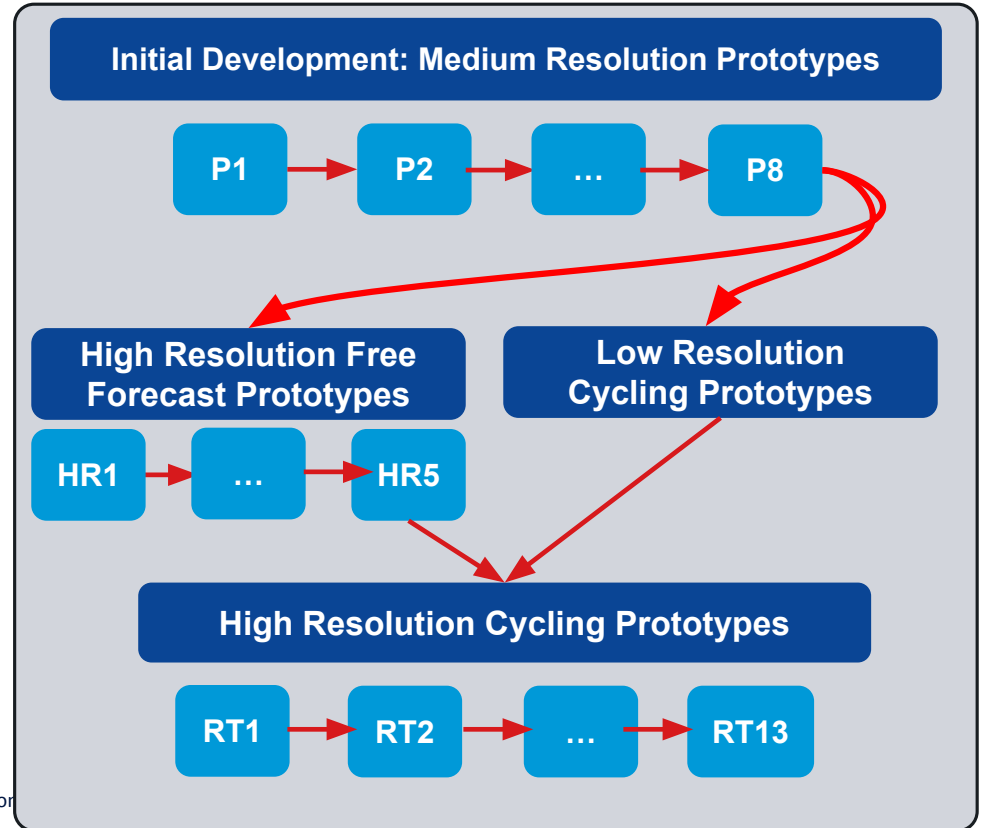 Initial Development: Medium Resolution Prototypes
P1
P2
...
P8
High Resolution Free
Forecast Prototypes
Low Resolution
Cycling Prototypes
HR1
...
HR5
High Resolution Cycling Prototypes
RT1
RT2
...
RT13